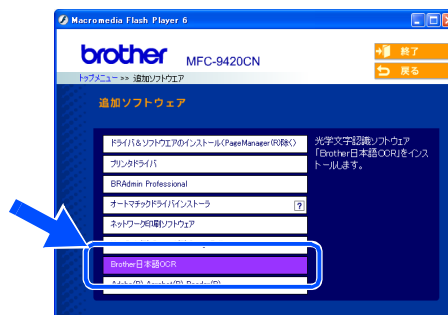 Macromedia Flash Player 6
brother MFC-9420CN
終了
戻る
トップメニュー >> 追加ソフトウェア
追加ソフトウェア
ドライバ&ソフトウエアのインストール(PageManager(R)除く)
プリンタドライバ
BRAdmin Professional
オートマチックドライバインストーラ ?
ネットワーク印刷ソフトウェア
Brother日本語OCR
Adobe(R) Acrobat(R) Reader(R)
光学文字認識ソフトウェア
「Brother日本語OCR」をインス
トールします。